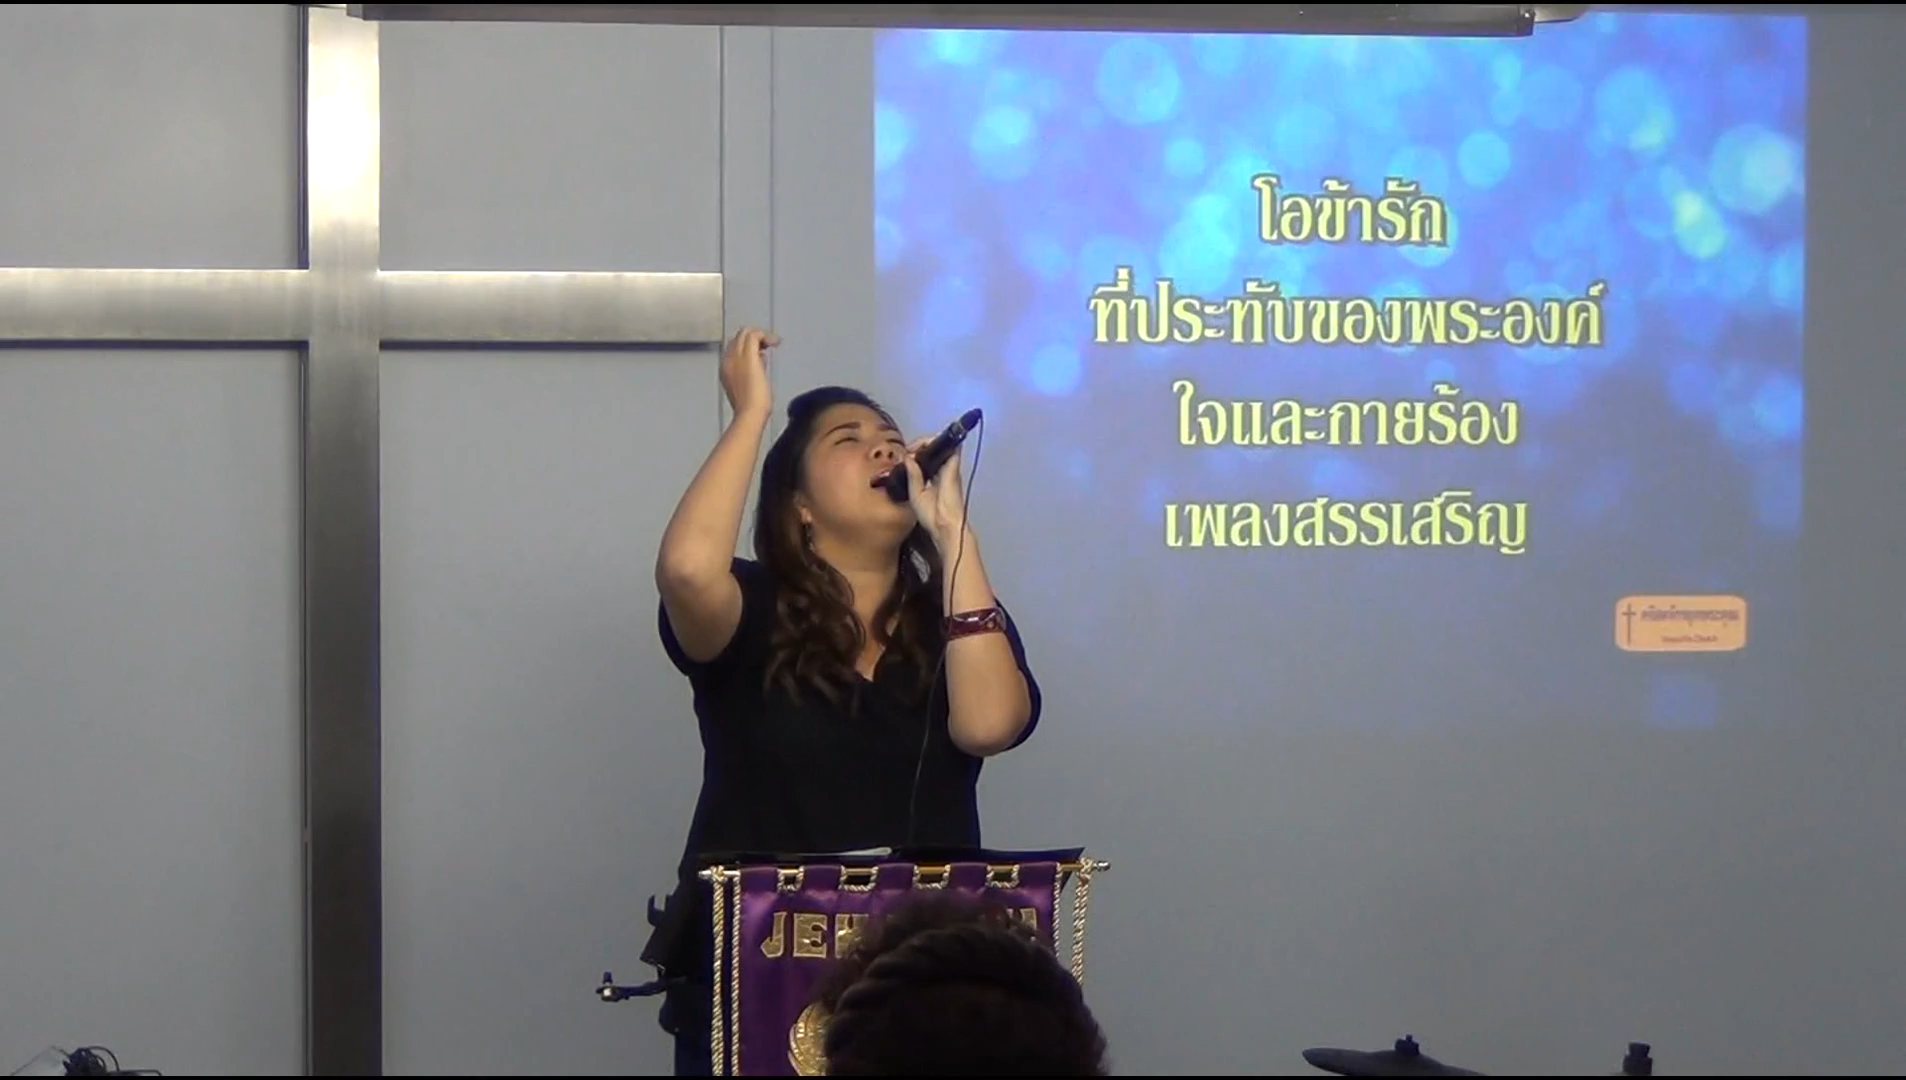 โอข้ารัก
ที่ประทับของพระองค์
ใจและกายร้อง
เพลงสรรเสริญ